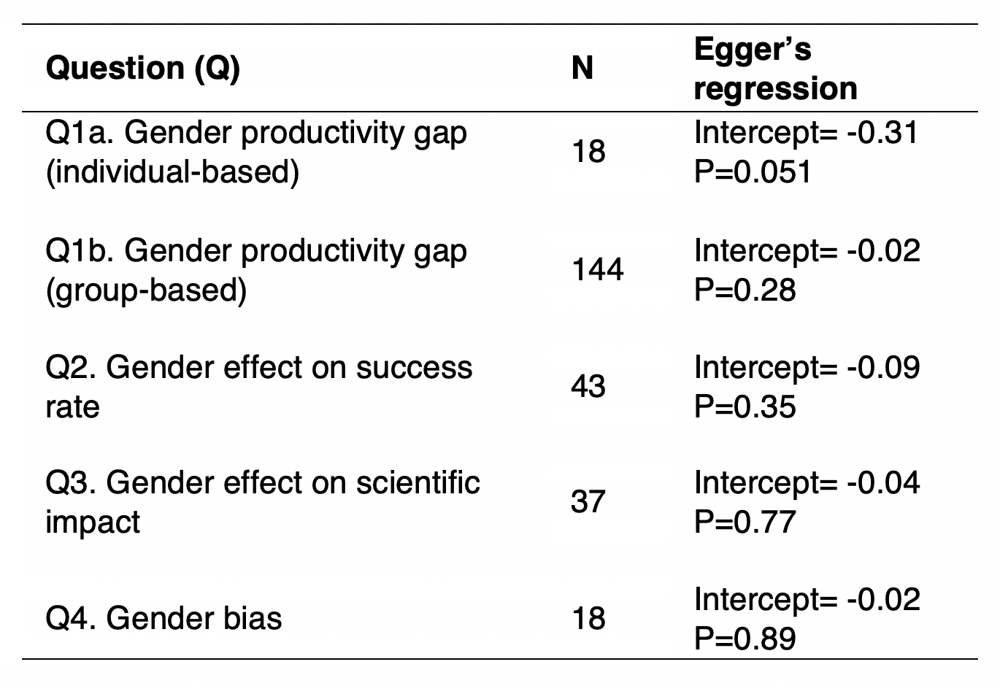 Question (Q) N Egger’s
regression
Q1a. Gender productivity gap
(individual-based)
18
Intercept= -0.31
P=0.051
Q1b. Gender productivity gap
(group-based)
144
Intercept= -0.02
P=0.28
Q2. Gender effect on success
rate
43
Intercept= -0.09
P=0.35
Q3. Gender effect on scientific
impact
37
Intercept= -0.04
P=0.77
Q4. Gender bias
18
Intercept= -0.02
P=0.89